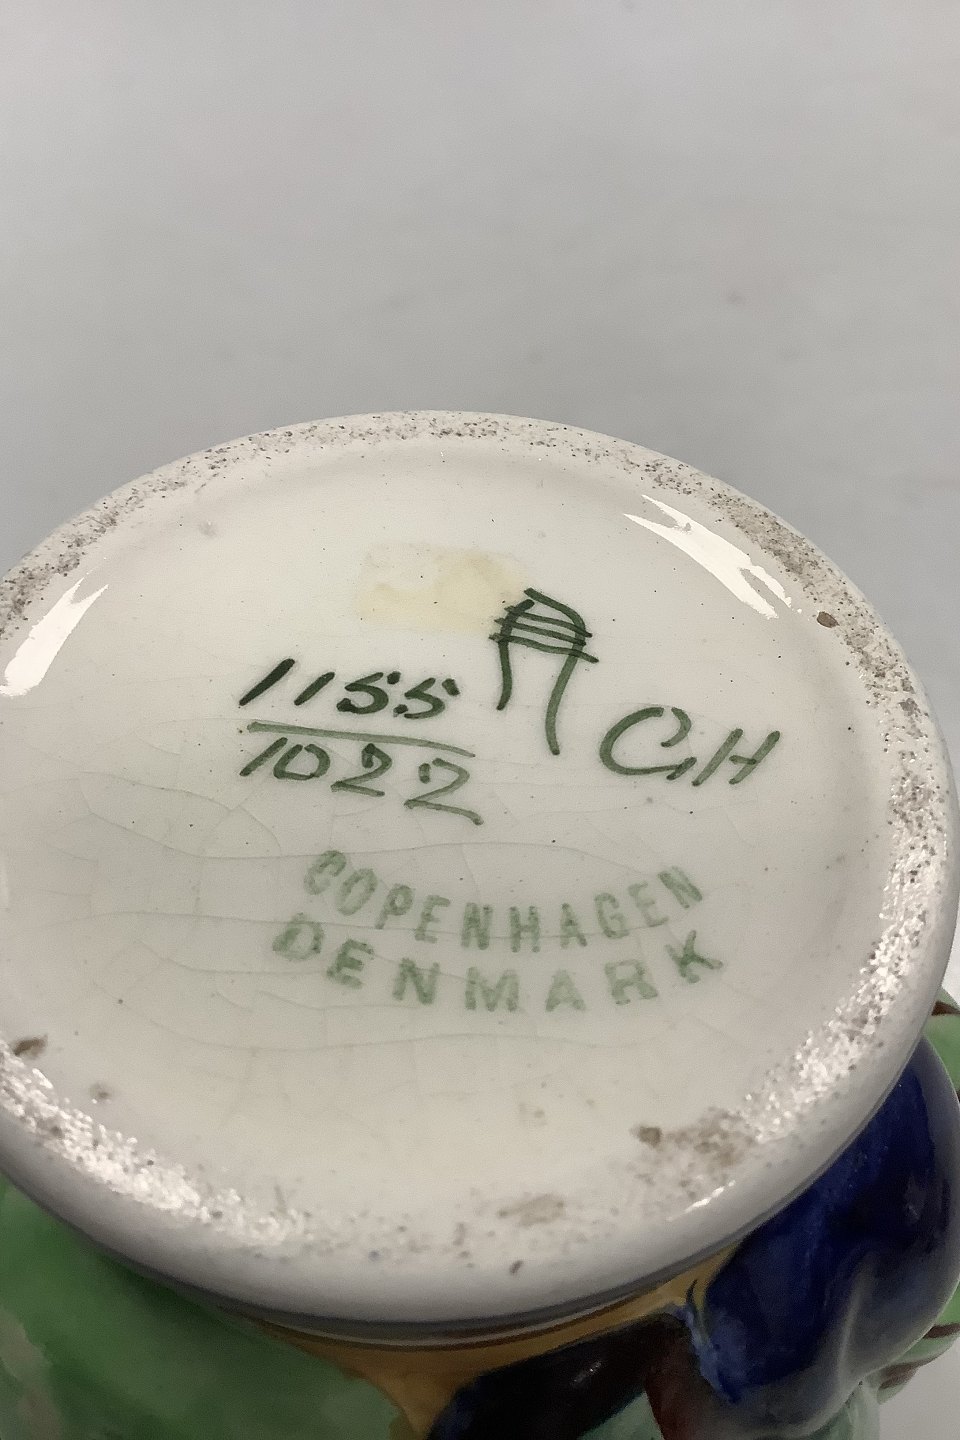 1155
1022
CH
COPENHAGEN
DENMARK